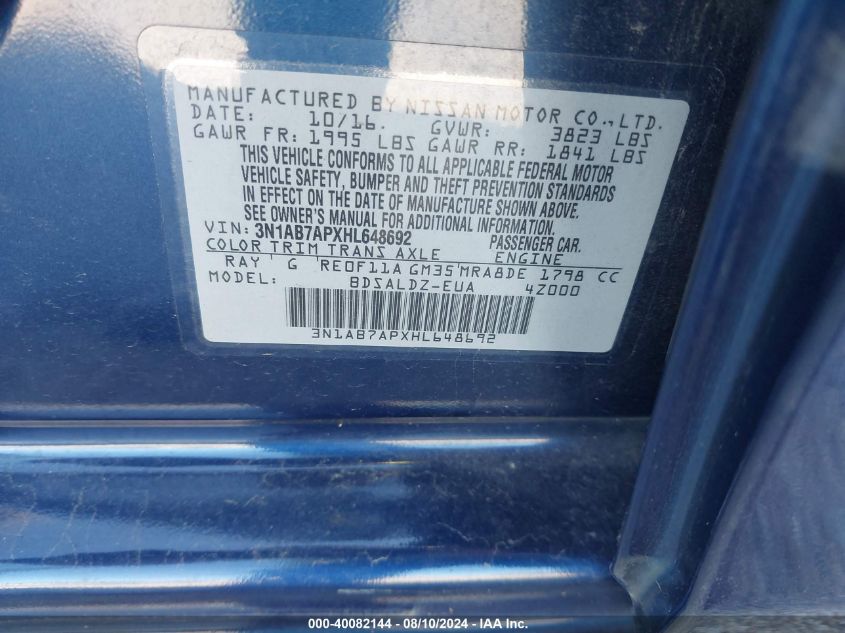 MANUFACTURED BY NISSAN MOTOR CO.,LTD.
DATE: 10/16. GVWR: 3823 LBS
GAWR FR: 1995 LBS GAWR RR: 1841 LBS
THIS VEHICLE CONFORMS TO ALL APPLICABLE FEDERAL MOTOR
VEHICLE SAFETY, BUMPER AND THEFT PREVENTION STANDARDS
IN EFFECT ON THE DATE OF MANUFACTURE SHOWN ABOVE.
SEE OWNER'S MANUAL FOR ADDITIONAL INFORMATION.
VIN: 3N1AB7APXHL648692 PASSENGER CAR.
COLOR TRIM TRANS AXLE ENGINE
RAY G RE0F11A GM35 MRA8DE 1798 CC
MODEL: BDSALDZ-EUA 4Z000
3N1AB7APXHL648692
000-40082144 - 08/10/2024 - IAAI.com